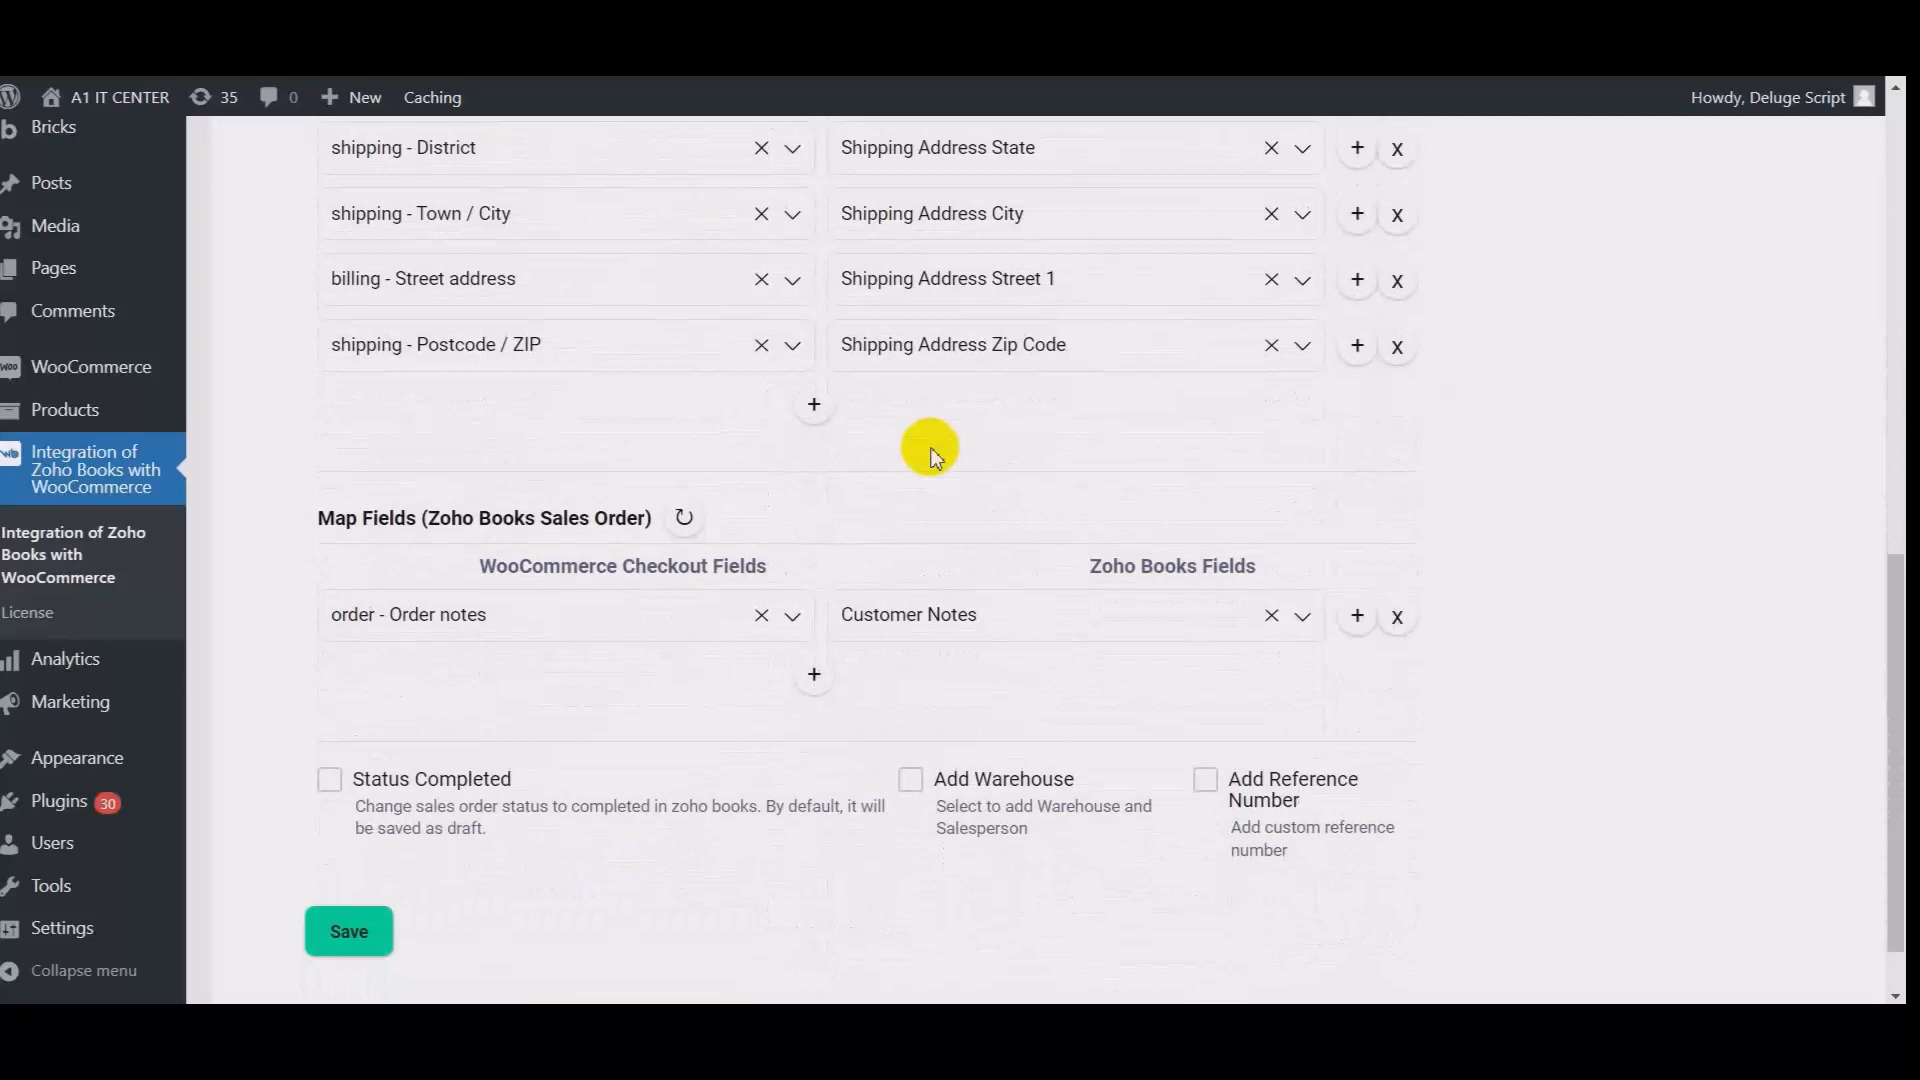 A1 IT CENTER 35 0 New Caching Howdy, Deluge Script
Bricks
Posts
Media
Pages
Comments
WooCommerce
Products
Integration of
Zoho Books with
WooCommerce
Integration of Zoho
Books with
WooCommerce
License
Analytics
Marketing
Appearance
Plugins 30
Users
Tools
Settings
Collapse menu
shipping - District Shipping Address State + x
shipping - Town / City Shipping Address City + x
billing - Street address Shipping Address Street 1 + x
shipping - Postcode / ZIP Shipping Address Zip Code + x
+
Map Fields (Zoho Books Sales Order)
WooCommerce Checkout Fields Zoho Books Fields
order - Order notes Customer Notes + x
+
Status Completed
Change sales order status to completed in zoho books. By default, it will
be saved as draft.
Add Warehouse
Select to add Warehouse and
Salesperson
Add Reference
Number
Add custom reference
number
Save